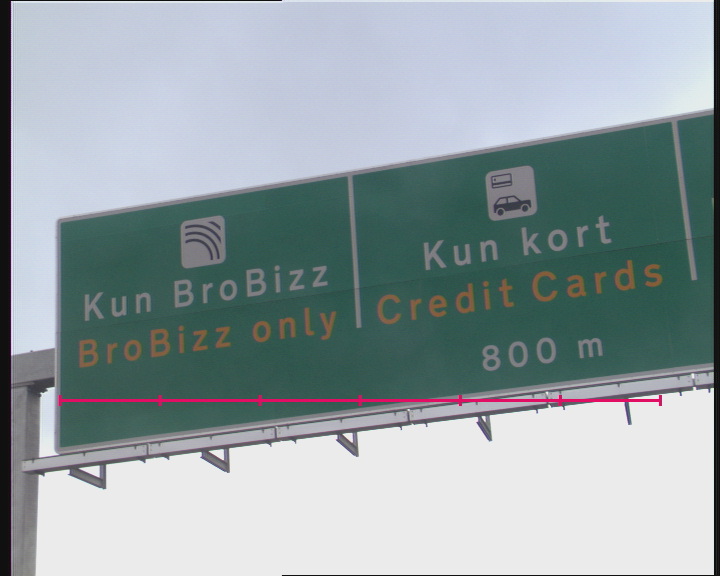 Kun BroBizz
BroBizz only
Kun kort
Credit Cards
800 m